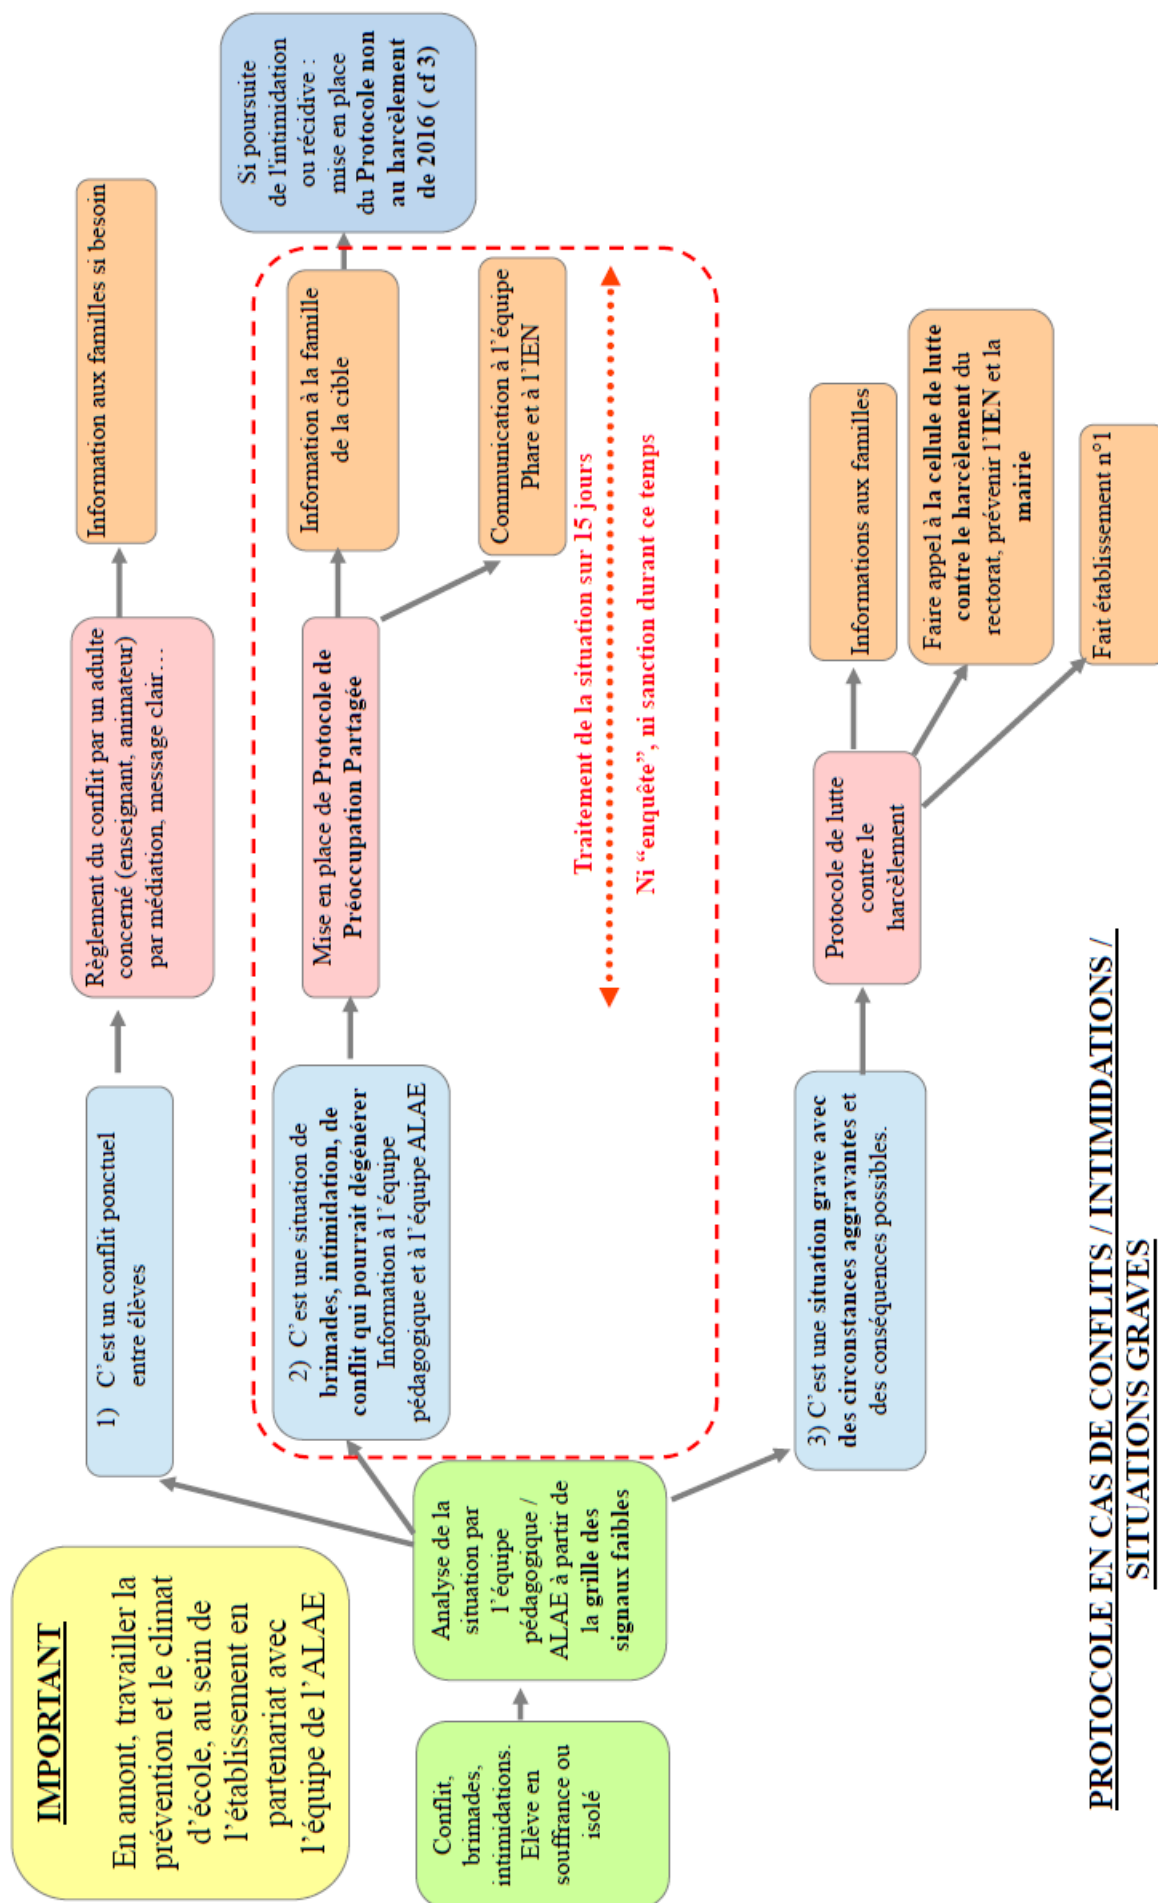 IMPORTANT
En amont, travailler la
prévention et le climat
d'école, au sein de
l'établissement en
partenariat avec
l'équipe de l'ALAE
Conflit,
brimades,
intimidations.
Elève en
souffrance ou
isolé
Analyse de la
situation par
l'équipe
pédagogique /
ALAE à partir de
la grille des
signaux faibles
1) C'est un conflit ponctuel
entre élèves
Règlement du conflit par un adulte
concerné (enseignant, animateur)
par médiation, message clair…
Information aux familles si besoin
2) C'est une situation de
brimades, intimidation, de
conflit qui pourrait dégénérer
Information à l'équipe
pédagogique et à l'équipe ALAE
Mise en place de Protocole de
Préoccupation Partagée
Information à la famille
de la cible
Communication à l'équipe
Phare et à l'IEN
Si poursuite
de l'intimidation
ou récidive :
mise en place
du Protocole non
au harcèlement
de 2016 ( cf 3)
Traitement de la situation sur 15 jours
Ni “enquête”, ni sanction durant ce temps
3) C'est une situation grave avec
des circonstances aggravantes et
des conséquences possibles.
Protocole de lutte
contre le
harcèlement
Informations aux familles
Faire appel à la cellule de lutte
contre le harcèlement du
rectorat, prévenir l'IEN et la
mairie
Fait établissement n°1
PROTOCOLE EN CAS DE CONFLITS / INTIMIDATIONS /
SITUATIONS GRAVES